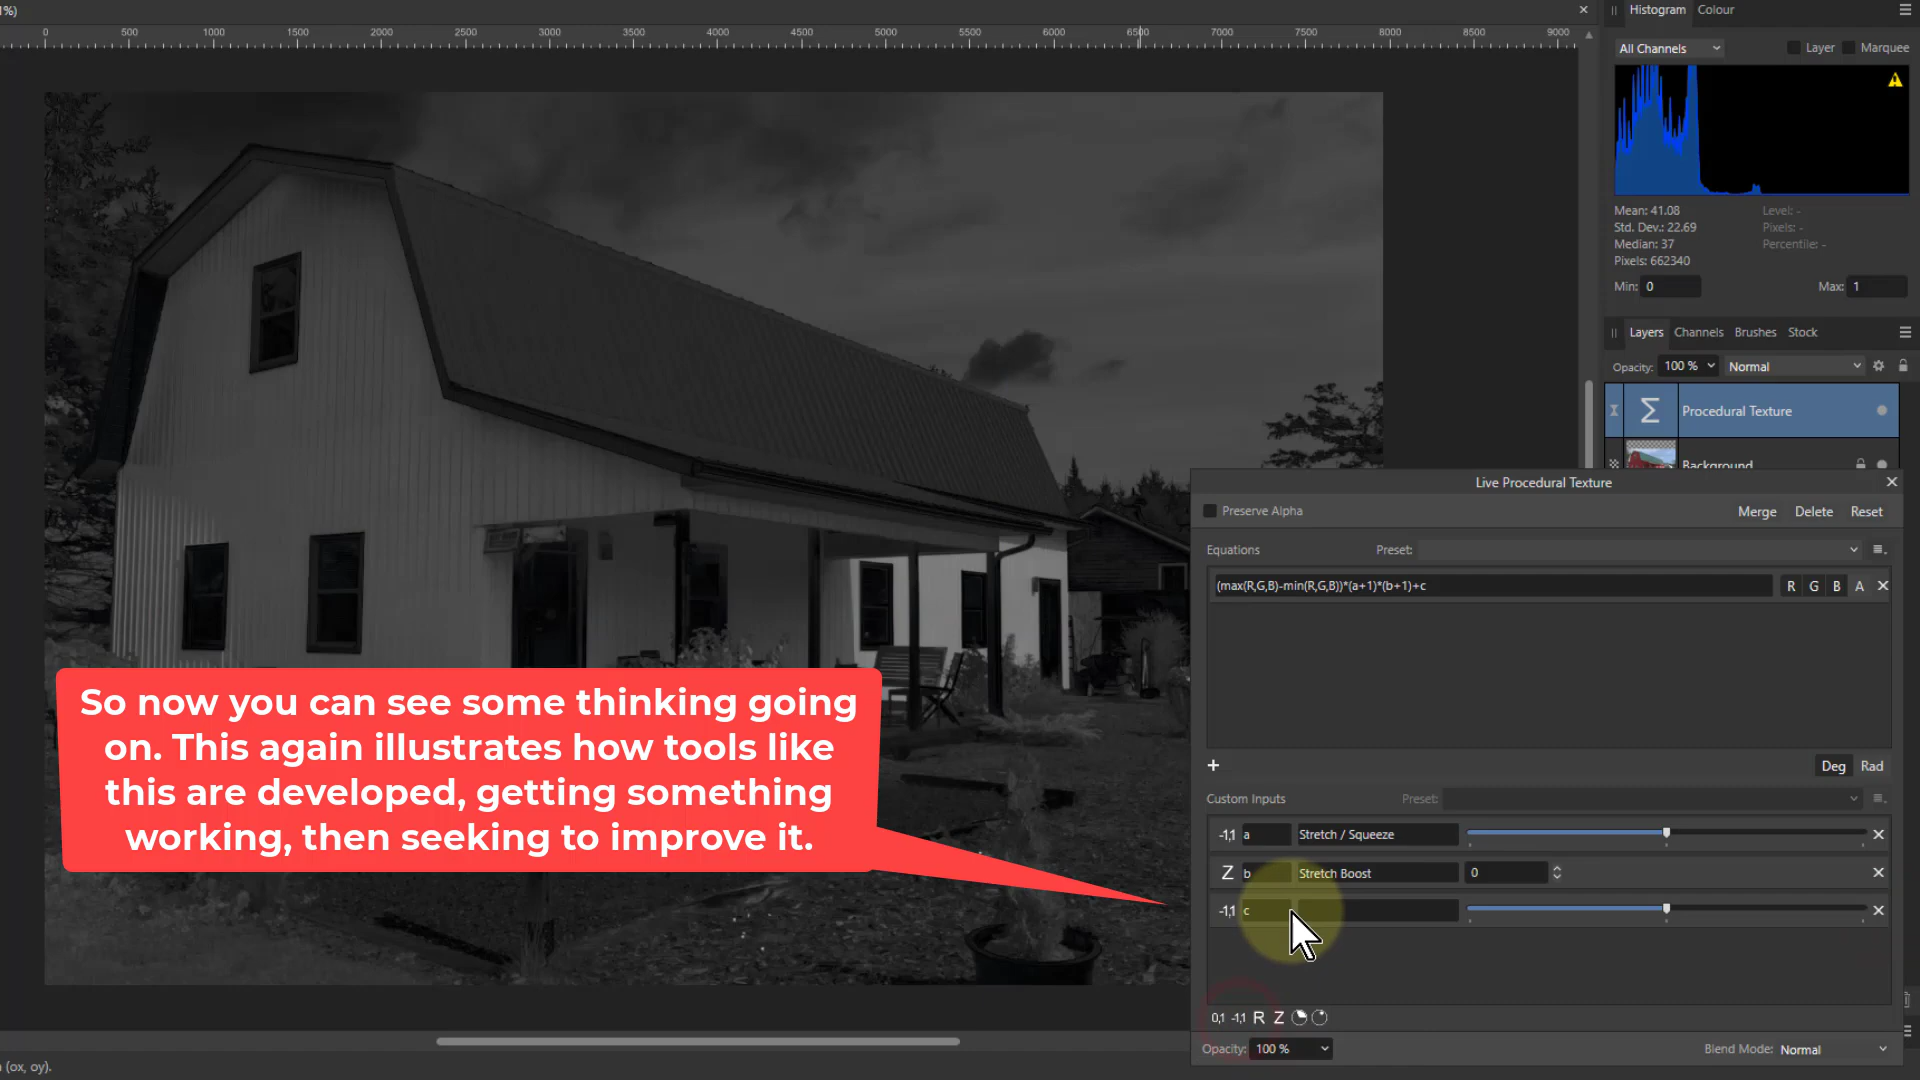 1%)
Histogram Colour
0 500 1000 1500 2000 2500 3000 3500 4000 4500 5000 5500 6000 6500 7000 7500 8000 8500 9000
All Channels Layer Marquee
Mean: 41.08 Level: -
Std. Dev.: 22.69 Pixels: -
Median: 37 Percentile: -
Pixels: 662340
Min: 0 Max: 1
Layers Channels Brushes Stock
Opacity: 100 % Normal
Σ Procedural Texture
Background
Live Procedural Texture
Preserve Alpha Merge Delete Reset
Equations Preset:
(max(R,G,B)-min(R,G,B))*(a+1)*(b+1)+c R G B A
So now you can see some thinking going
on. This again illustrates how tools like
this are developed, getting something
working, then seeking to improve it.
+ Deg Rad
Custom Inputs Preset:
-1,1 a Stretch / Squeeze
Z b Stretch Boost 0
-1,1 c
0,1 -1,1 R Z
Opacity: 100 % Blend Mode: Normal
(ox, oy).